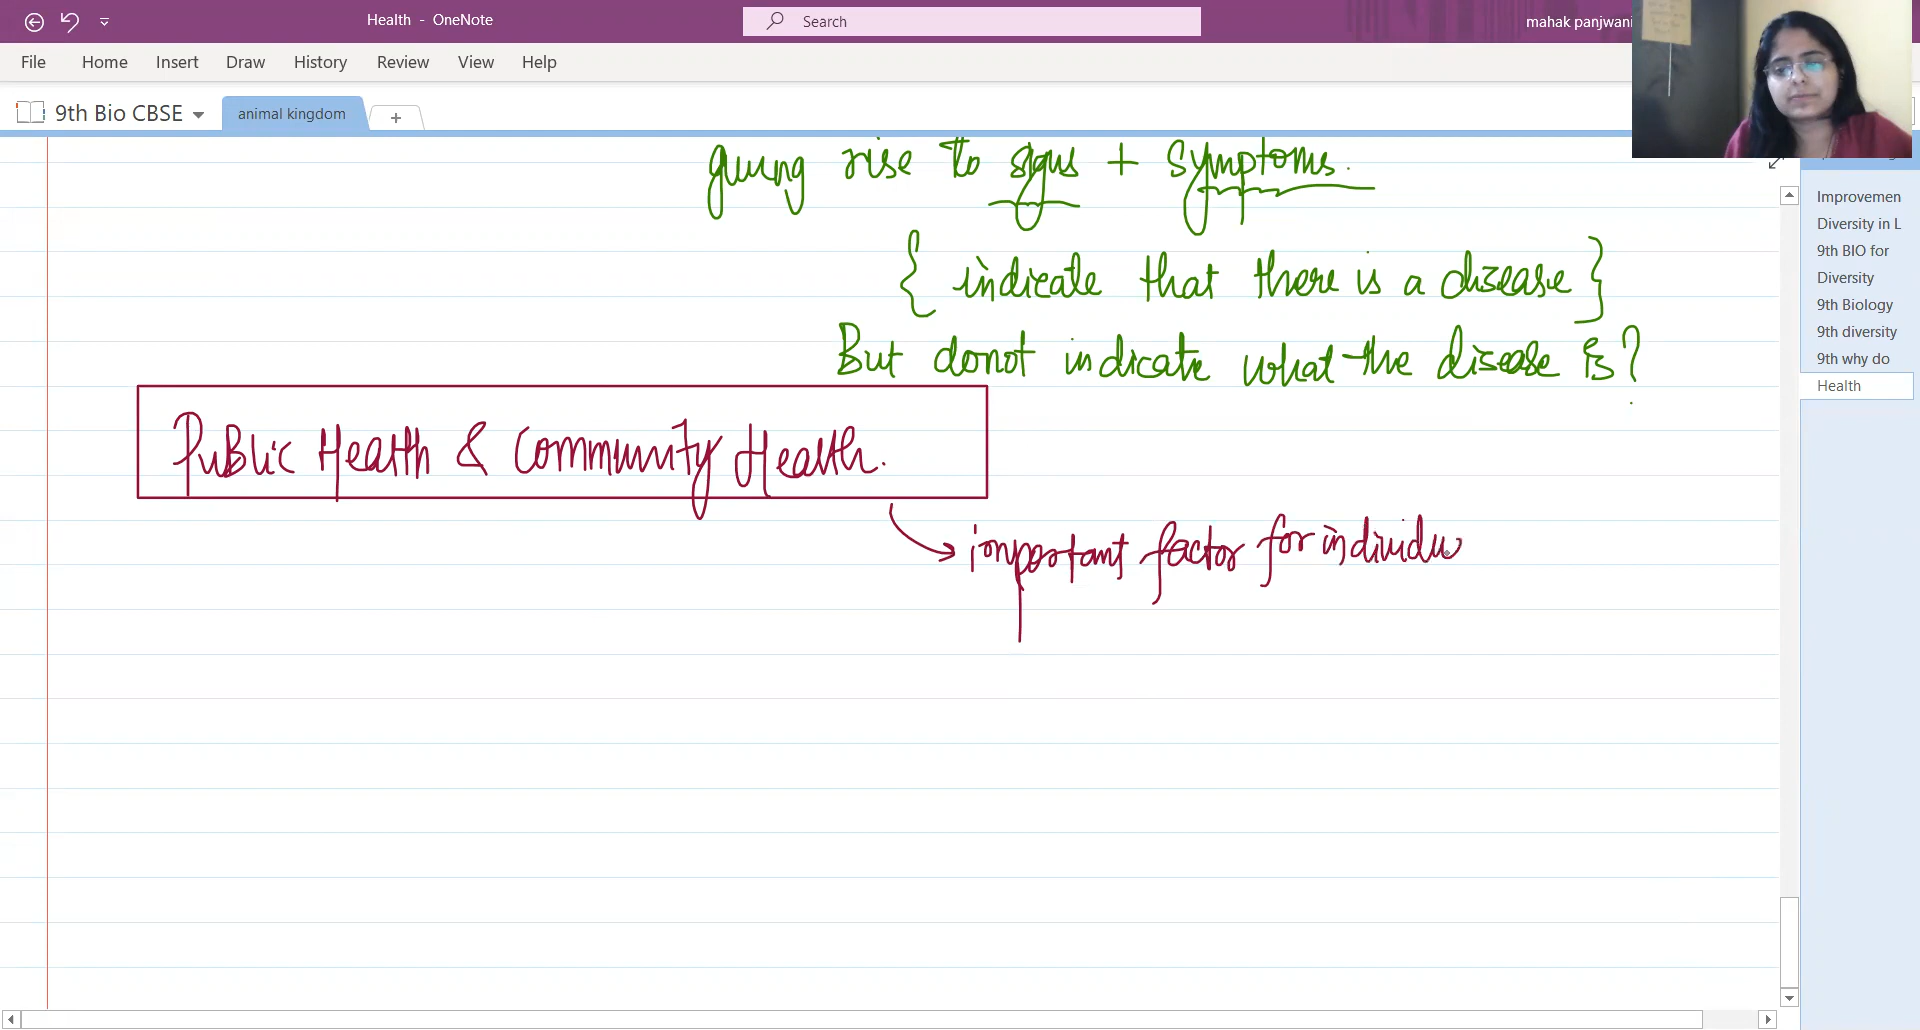 Health - OneNote
Search
mahak panjwani
File Home Insert Draw History Review View Help
9th Bio CBSE
animal kingdom
+
giving rise to signs + symptoms.
{ indicate that there is a disease }
But donot indicate what the disease is?
Public Health & Community Health.
important factor for individu
Improvemen
Diversity in L
9th BIO for
Diversity
9th Biology
9th diversity
9th why do
Health